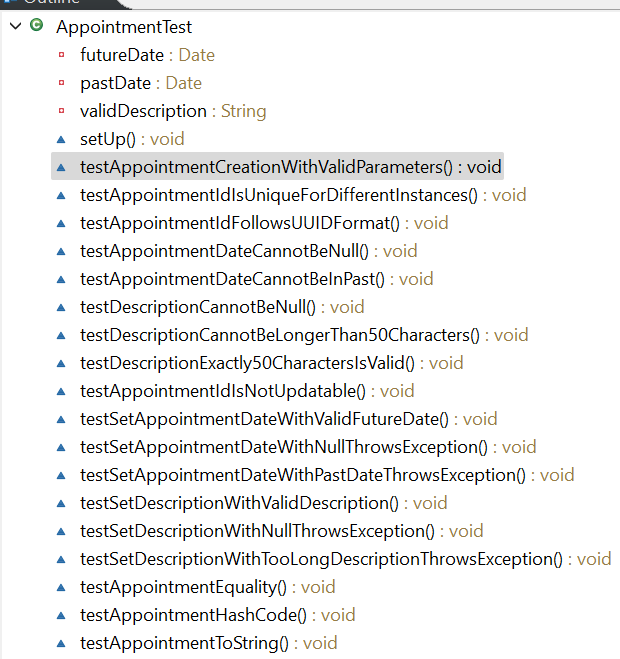 Outline
AppointmentTest
futureDate : Date
pastDate : Date
validDescription : String
setUp() : void
testAppointmentCreationWithValidParameters() : void
testAppointmentIdIsUniqueForDifferentInstances() : void
testAppointmentIdFollowsUUIDFormat() : void
testAppointmentDateCannotBeNull() : void
testAppointmentDateCannotBeInPast() : void
testDescriptionCannotBeNull() : void
testDescriptionCannotBeLongerThan50Characters() : void
testDescriptionExactly50CharactersIsValid() : void
testAppointmentIdIsNotUpdatable() : void
testSetAppointmentDateWithValidFutureDate() : void
testSetAppointmentDateWithNullThrowsException() : void
testSetAppointmentDateWithPastDateThrowsException() : void
testSetDescriptionWithValidDescription() : void
testSetDescriptionWithNullThrowsException() : void
testSetDescriptionWithTooLongDescriptionThrowsException() : void
testAppointmentEquality() : void
testAppointmentHashCode() : void
testAppointmentToString() : void